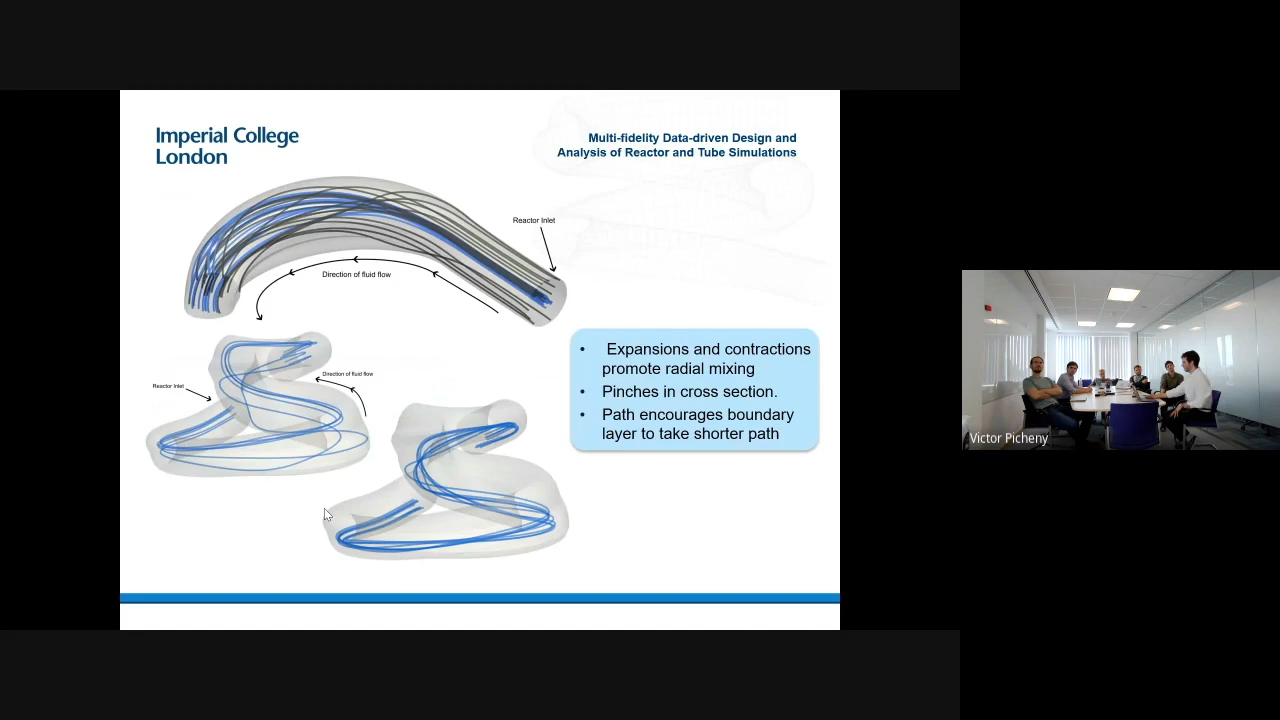 Imperial College
London
Multi-fidelity Data-driven Design and
Analysis of Reactor and Tube Simulations
Reactor Inlet
Direction of fluid flow
Reactor Inlet
Direction of fluid flow
• Expansions and contractions
promote radial mixing
• Pinches in cross section.
• Path encourages boundary
layer to take shorter path
Victor Picheny